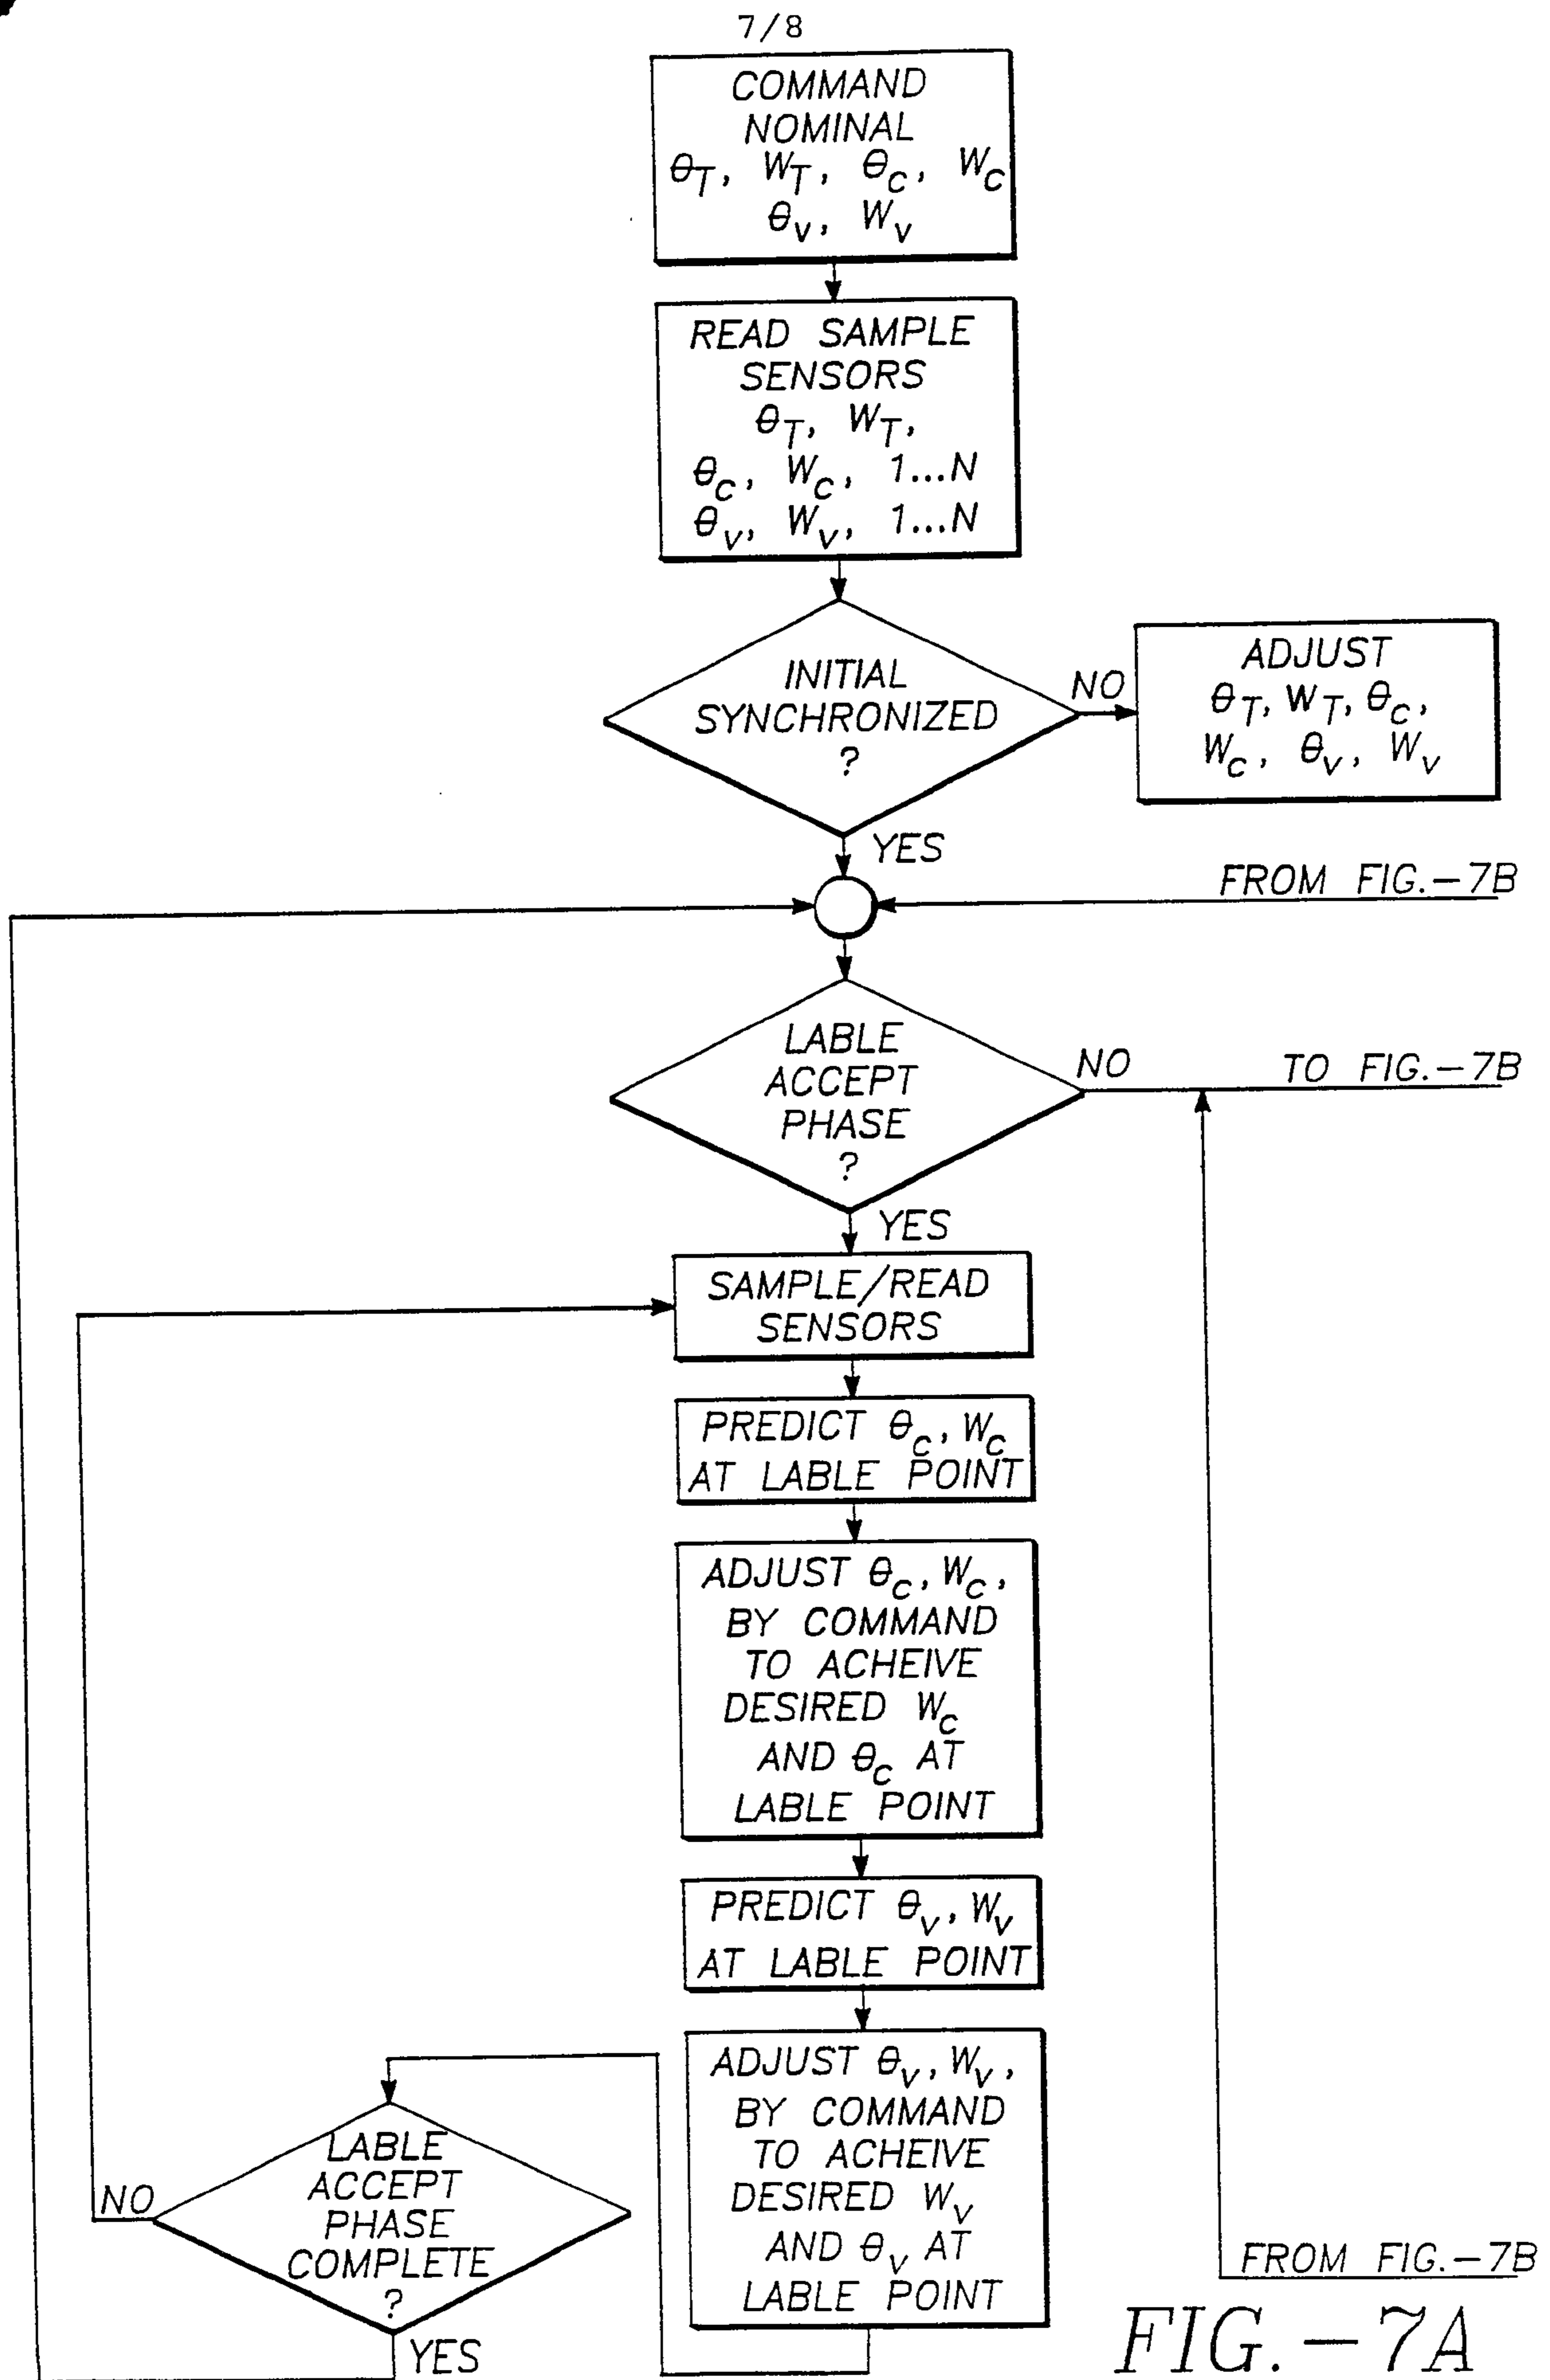 7/8
COMMAND
NOMINAL
θT, WT, θC, WC
θV, WV
READ SAMPLE
SENSORS
θT, WT,
θC, WC, 1...N
θV, WV, 1...N
INITIAL
SYNCHRONIZED
?
NO
ADJUST
θT, WT, θC,
WC, θV, WV
YES
FROM FIG.-7B
LABLE
ACCEPT
PHASE
?
NO
TO FIG.-7B
YES
SAMPLE/READ
SENSORS
PREDICT θC, WC
AT LABLE POINT
ADJUST θC, WC,
BY COMMAND
TO ACHEIVE
DESIRED WC
AND θC AT
LABLE POINT
PREDICT θV, WV
AT LABLE POINT
ADJUST θV, WV,
BY COMMAND
TO ACHEIVE
DESIRED WV
AND θV AT
LABLE POINT
LABLE
ACCEPT
PHASE
COMPLETE
?
NO
YES
FROM FIG.-7B
FIG.-7A